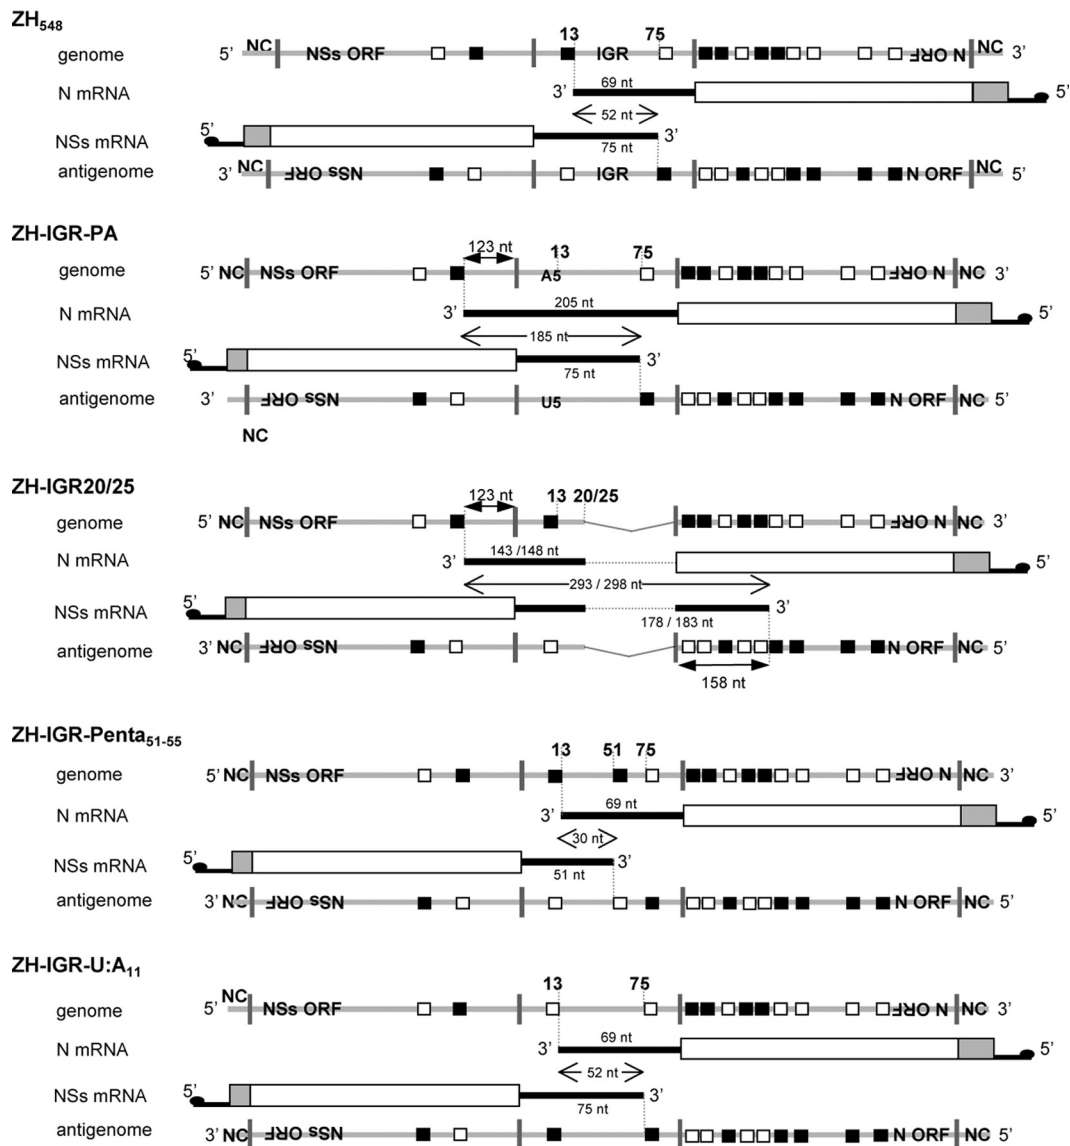 ZH548
13 75
genome 5’ NC NSs ORF IGR N ORF NC 3’
N mRNA 3’ 69 nt 5’
52 nt
NSs mRNA 5’ 75 nt 3’
antigenome 3’ NC NSs ORF IGR N ORF NC 5’
ZH-IGR-PA
123 nt 13 75
genome 5’ NC NSs ORF A5 N ORF NC 3’
N mRNA 3’ 205 nt 5’
185 nt
NSs mRNA 5’ 75 nt 3’
antigenome 3’ NSs ORF U5 N ORF NC 5’
NC
ZH-IGR20/25
123 nt 13 20/25
genome 5’ NC NSs ORF N ORF NC 3’
N mRNA 3’ 143 /148 nt 5’
293 / 298 nt
NSs mRNA 5’ 178 / 183 nt 3’
antigenome 3’ NC NSs ORF N ORF NC 5’
158 nt
ZH-IGR-Penta51-55
13 51 75
genome 5’ NC NSs ORF N ORF NC 3’
N mRNA 3’ 69 nt 5’
30 nt
NSs mRNA 5’ 51 nt 3’
antigenome 3’ NC NSs ORF N ORF NC 5’
ZH-IGR-U:A11
13 75
genome 5’ NC NSs ORF N ORF NC 3’
N mRNA 3’ 69 nt 5’
52 nt
NSs mRNA 5’ 75 nt 3’
antigenome 3’ NC NSs ORF N ORF NC 5’